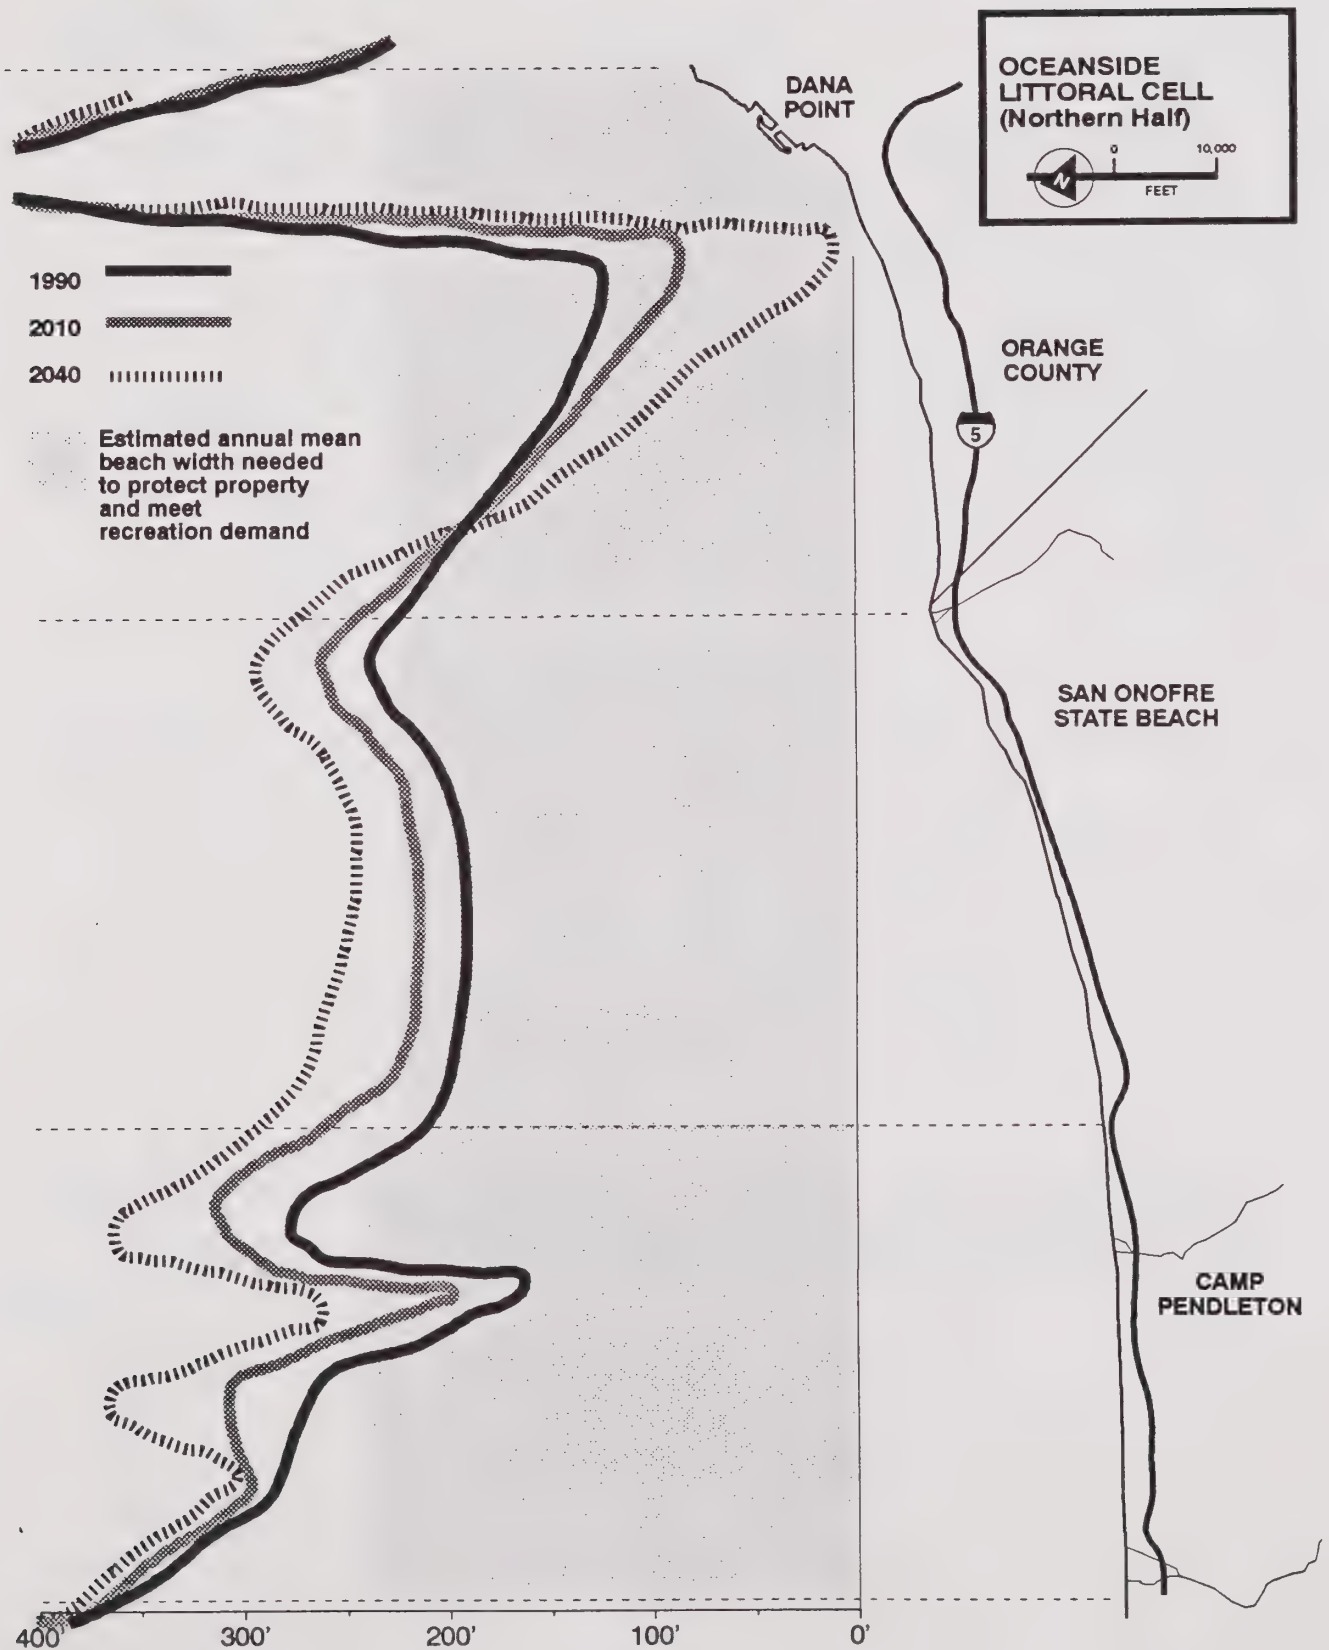 OCEANSIDE
LITTORAL CELL
(Northern Half)
N
0 10,000
FEET
DANA
POINT
1990
2010
2040
Estimated annual mean
beach width needed
to protect property
and meet
recreation demand
ORANGE
COUNTY
5
SAN ONOFRE
STATE BEACH
CAMP
PENDLETON
400' 300' 200' 100' 0'